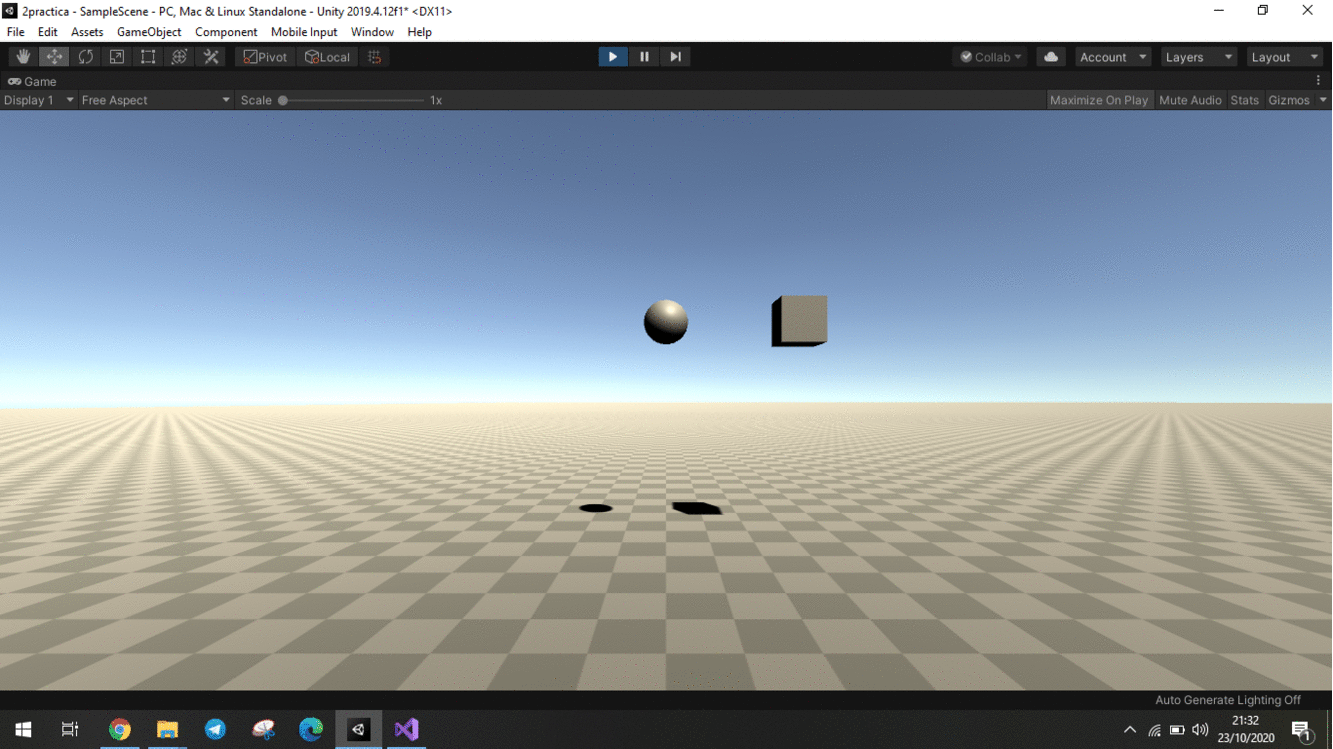 2practica - SampleScene - PC, Mac & Linux Standalone - Unity 2019.4.12f1* <DX11>
File Edit Assets GameObject Component Mobile Input Window Help
Pivot Local Collab Account Layers Layout
Game
Display 1 Free Aspect Scale 1x Maximize On Play Mute Audio Stats Gizmos
Auto Generate Lighting Off
21:32
23/10/2020
1